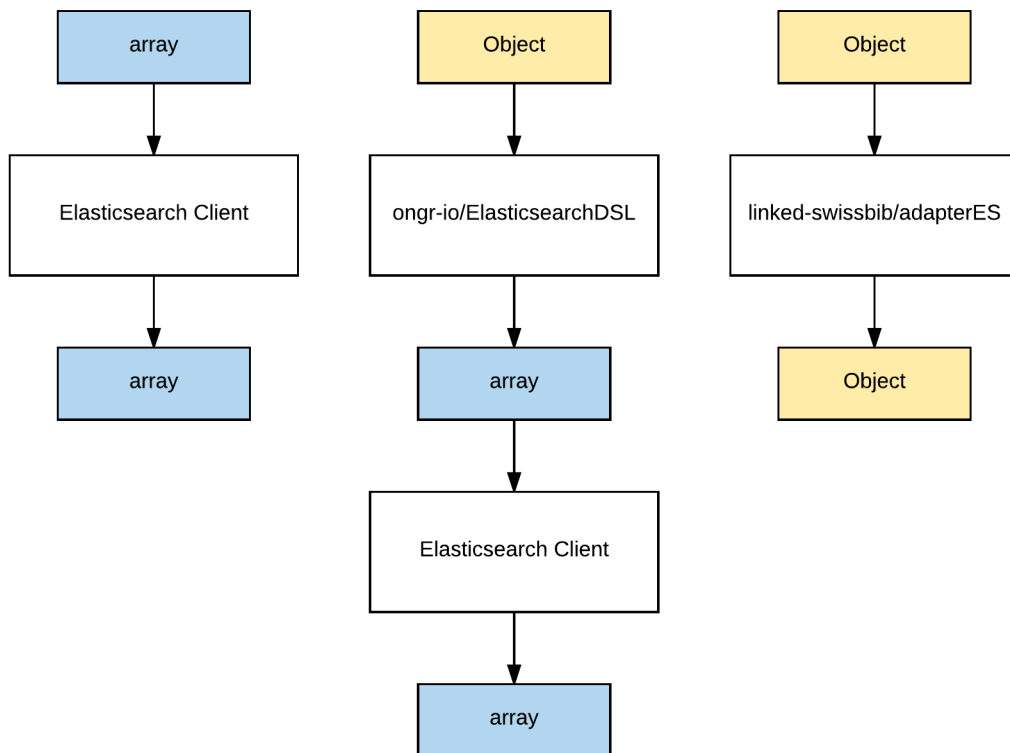 array
Object
Object
Elasticsearch Client
ongr-io/ElasticsearchDSL
linked-swissbib/adapterES
array
array
Object
Elasticsearch Client
array